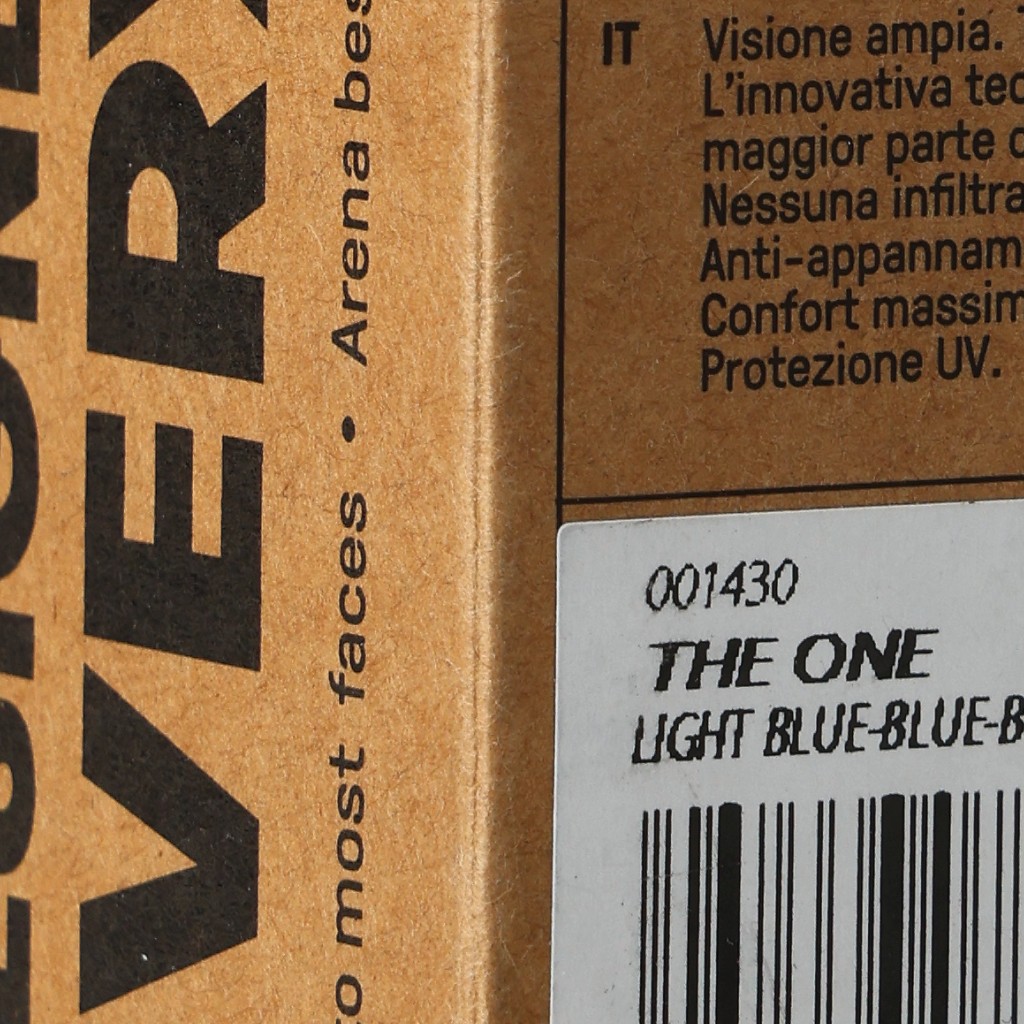 VERY
to most faces • Arena bes
IT
Visione ampia.
L'innovativa tec
maggior parte d
Nessuna infiltra
Anti-appannam
Confort massim
Protezione UV.
001430
THE ONE
LIGHT BLUE-BLUE-B